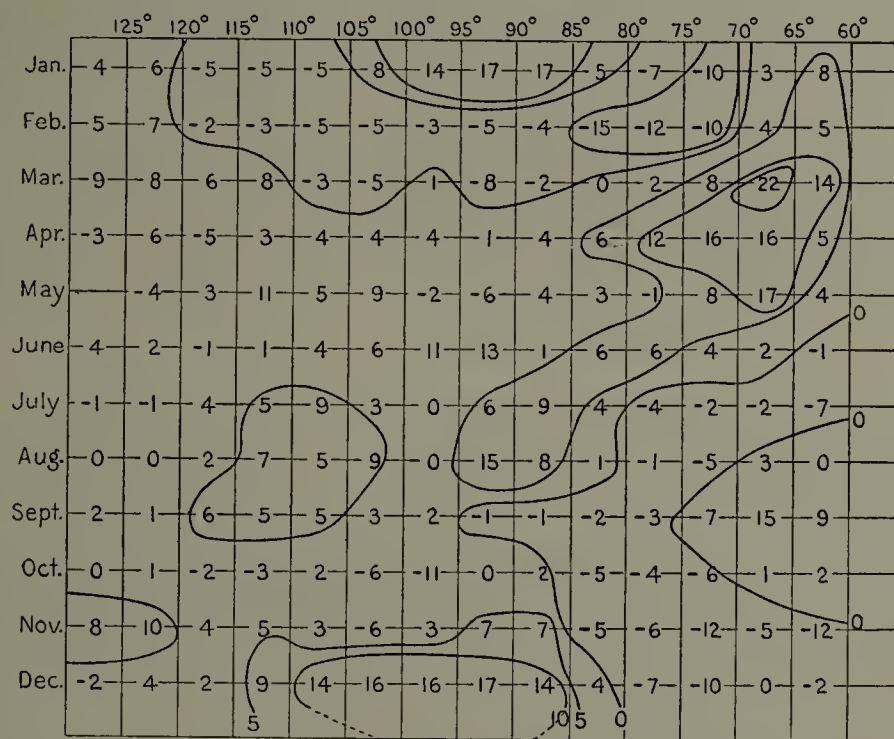 125° 120° 115° 110° 105° 100° 95° 90° 85° 80° 75° 70° 65° 60°
Jan. 4 6 -5 -5 -5 8 14 17 17 5 -7 -10 3 8
Feb. 5 7 -2 -3 -5 -5 -3 -5 -4 -15 -12 -10 4 5
Mar. 9 8 6 8 -3 -5 1 -8 -2 0 2 8 22 14
Apr. 3 6 -5 3 4 4 4 1 4 6 12 16 16 5
May -4 3 11 5 9 -2 -6 4 3 -1 8 17 4
0
June 4 2 -1 1 4 6 11 13 1 6 6 4 2 -1
July -1 -1 4 5 9 3 0 6 9 4 -4 -2 -2 -7
0
Aug. 0 0 2 7 5 9 0 15 8 1 -1 -5 3 0
Sept. 2 1 6 5 5 3 2 -1 -1 -2 -3 7 15 9
Oct. 0 1 -2 -3 2 -6 -11 0 2 -5 -4 -6 1 2
Nov. 8 10 4 5 3 -6 3 7 7 -5 -6 -12 -5 -12 0
Dec. -2 4 2 9 14 16 16 17 14 4 -7 -10 0 -2
5 10 5 0